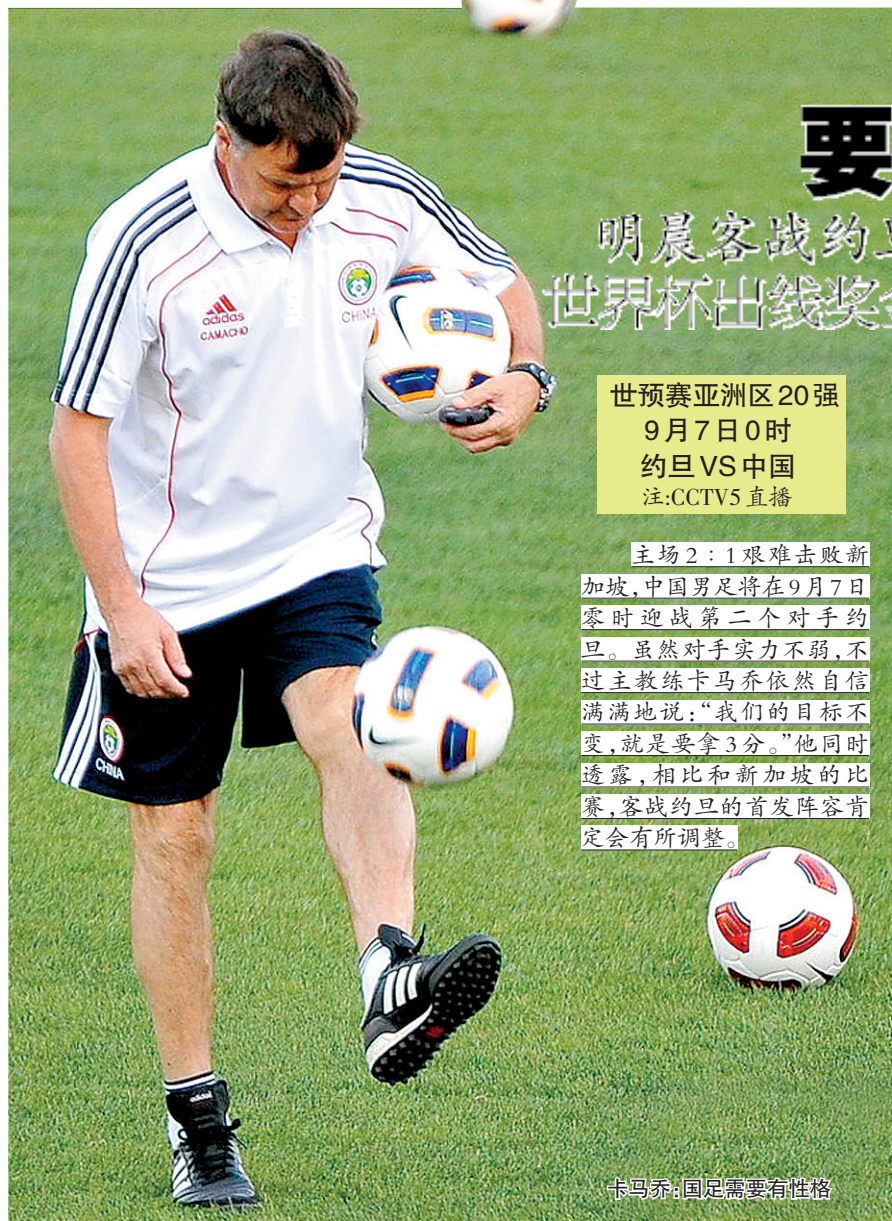 要
明晨客战约旦
世界杯出线奖
世预赛亚洲区20强
9月7日0时
约旦VS中国
注:CCTV5直播
主场2：1艰难击败新
加坡,中国男足将在9月7日
零时迎战第二个对手约
旦。虽然对手实力不弱,不
过主教练卡马乔依然自信
满满地说:“我们的目标不
变,就是要拿3分。”他同时
透露,相比和新加坡的比
赛,客战约旦的首发阵容肯
定会有所调整。
adidas
CAMACHO
CHINA
CHINA
adidas
卡马乔:国足需要有性格